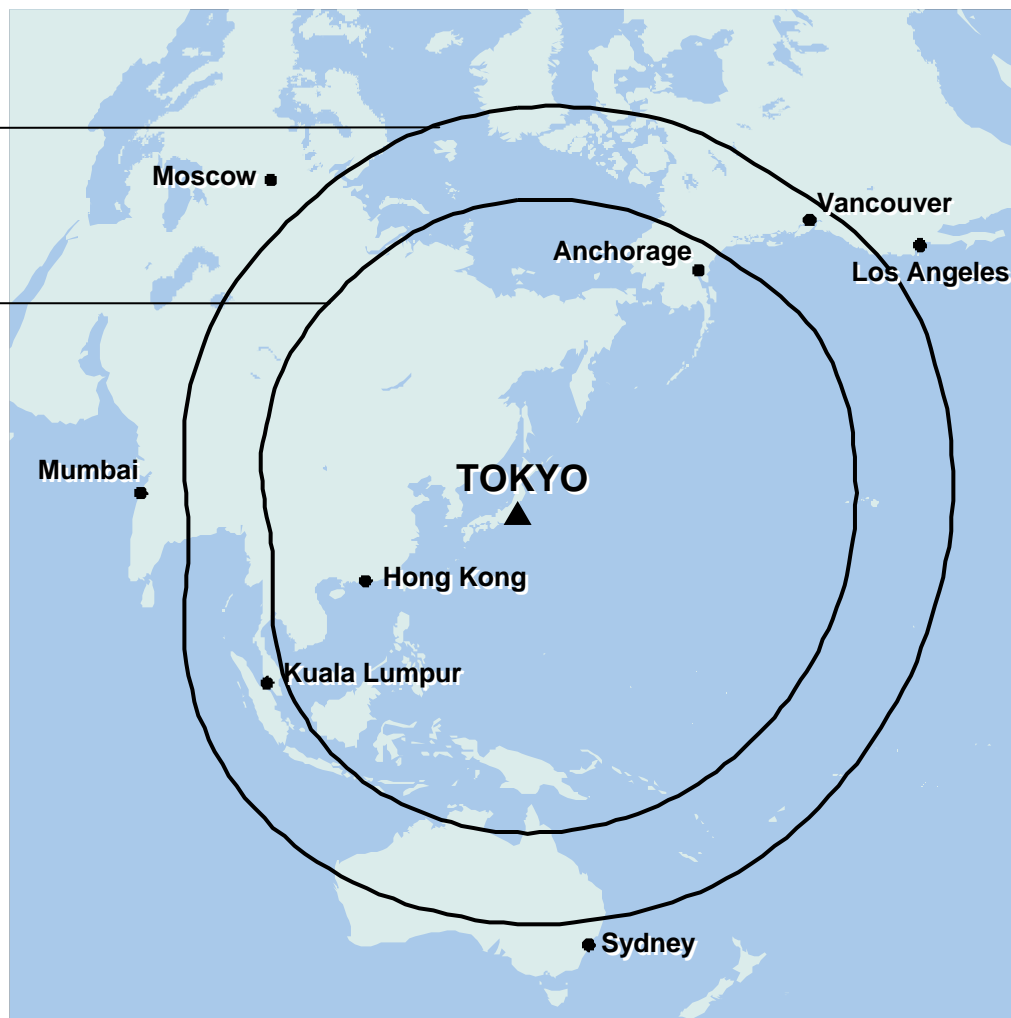 Moscow
Vancouver
Anchorage
Los Angeles
Mumbai
TOKYO
Hong Kong
Kuala Lumpur
Sydney